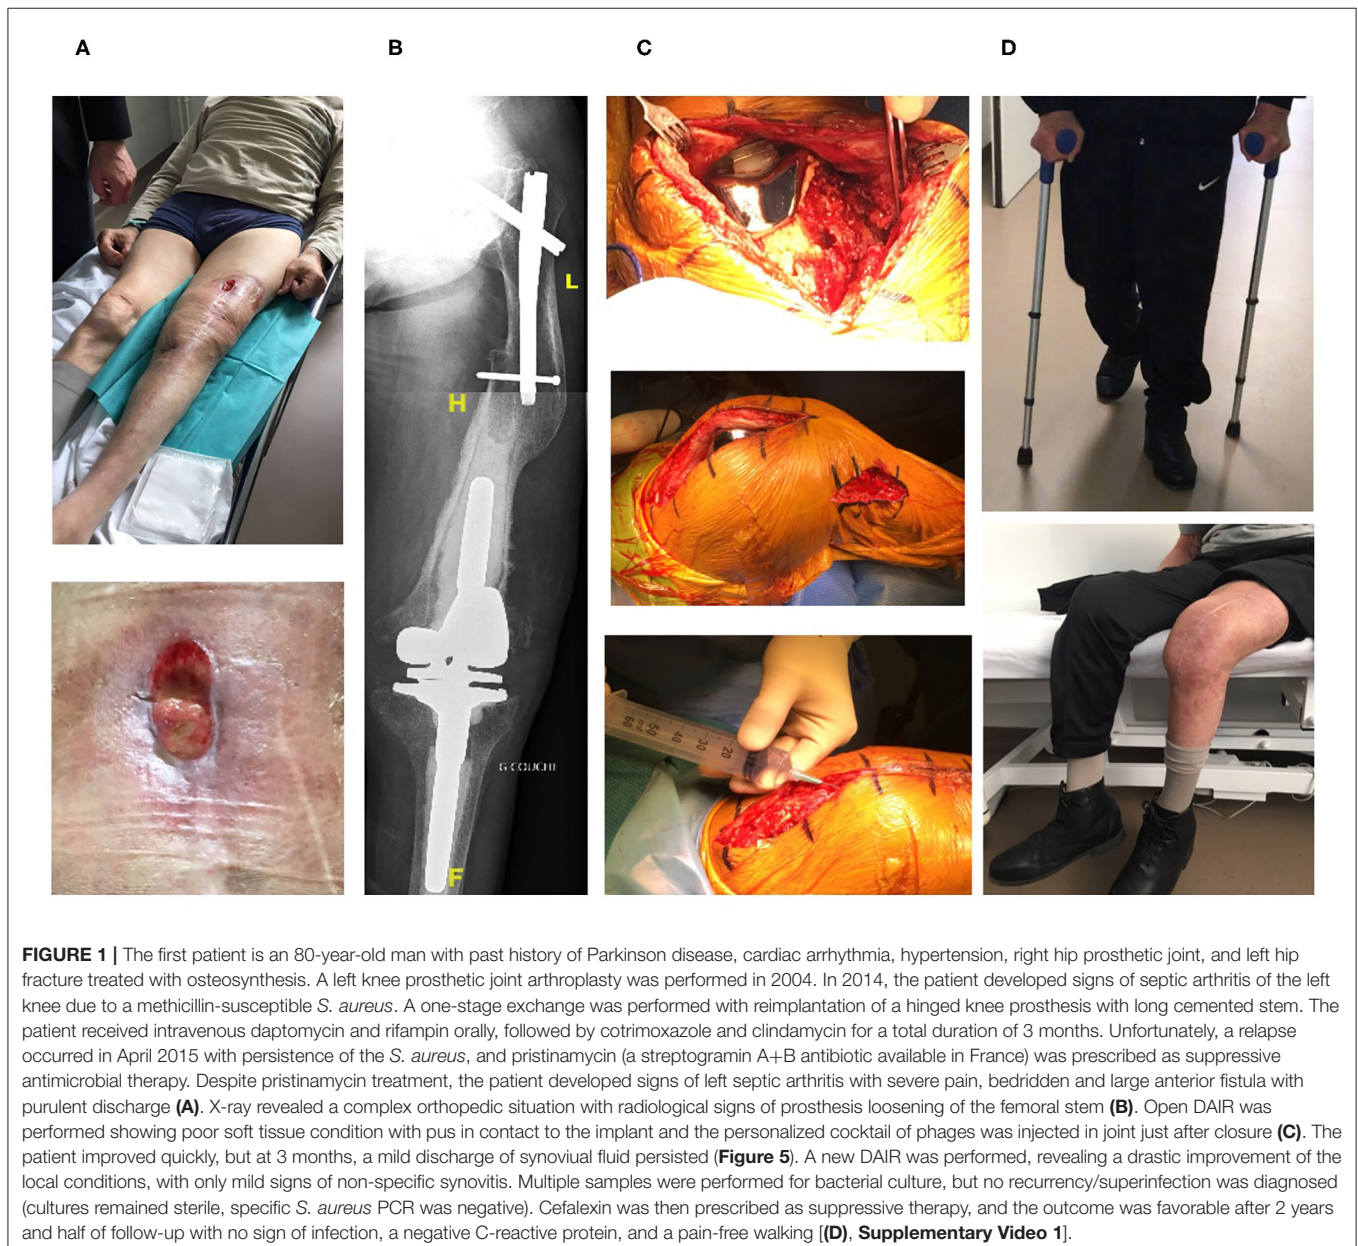 A
B
C
D
L
H
G COUCHE
F
60
50
40
30
20
FIGURE 1 | The first patient is an 80-year-old man with past history of Parkinson disease, cardiac arrhythmia, hypertension, right hip prosthetic joint, and left hip
fracture treated with osteosynthesis. A left knee prosthetic joint arthroplasty was performed in 2004. In 2014, the patient developed signs of septic arthritis of the left
knee due to a methicillin-susceptible S. aureus. A one-stage exchange was performed with reimplantation of a hinged knee prosthesis with long cemented stem. The
patient received intravenous daptomycin and rifampin orally, followed by cotrimoxazole and clindamycin for a total duration of 3 months. Unfortunately, a relapse
occurred in April 2015 with persistence of the S. aureus, and pristinamycin (a streptogramin A+B antibiotic available in France) was prescribed as suppressive
antimicrobial therapy. Despite pristinamycin treatment, the patient developed signs of left septic arthritis with severe pain, bedridden and large anterior fistula with
purulent discharge (A). X-ray revealed a complex orthopedic situation with radiological signs of prosthesis loosening of the femoral stem (B). Open DAIR was
performed showing poor soft tissue condition with pus in contact to the implant and the personalized cocktail of phages was injected in joint just after closure (C). The
patient improved quickly, but at 3 months, a mild discharge of synoviual fluid persisted (Figure 5). A new DAIR was performed, revealing a drastic improvement of the
local conditions, with only mild signs of non-specific synovitis. Multiple samples were performed for bacterial culture, but no recurrency/superinfection was diagnosed
(cultures remained sterile, specific S. aureus PCR was negative). Cefalexin was then prescribed as suppressive therapy, and the outcome was favorable after 2 years
and half of follow-up with no sign of infection, a negative C-reactive protein, and a pain-free walking [(D), Supplementary Video 1].